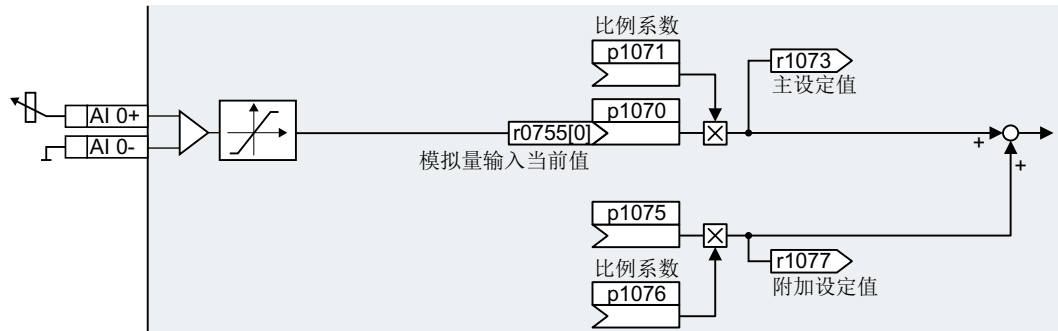 比例系数
p1071
r1073
主设定值
AI 0+
p1070
r0755[0]
AI 0-
模拟量输入当前值
+
+
p1075
r1077
比例系数
附加设定值
p1076